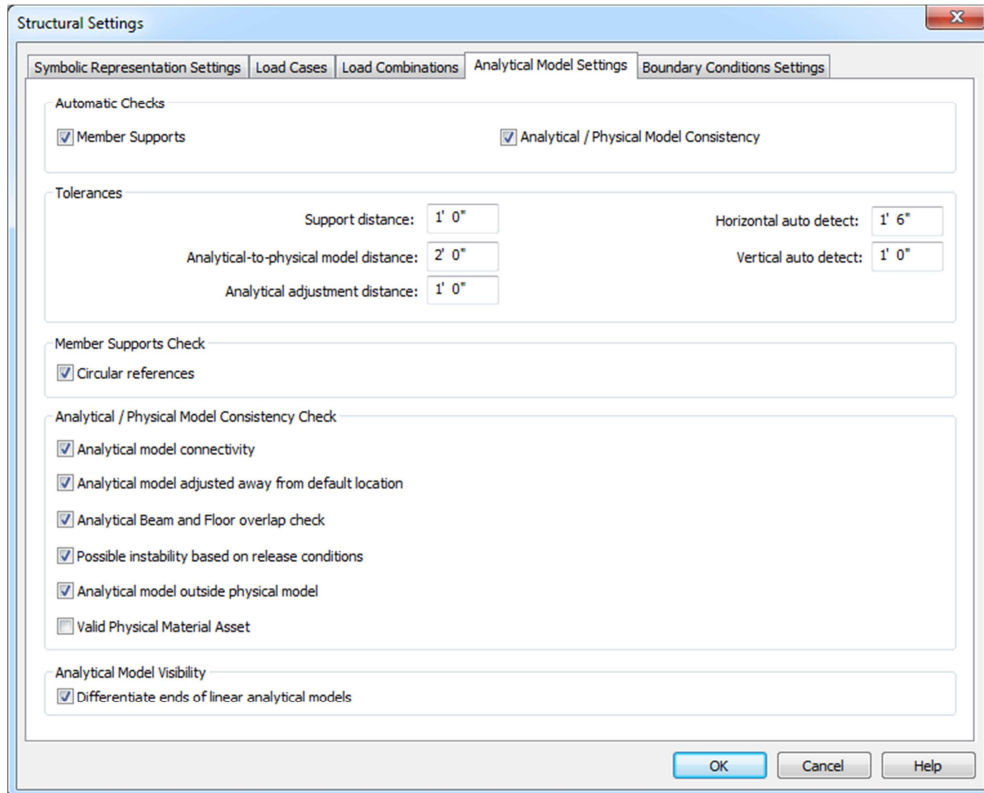 Structural Settings
Symbolic Representation Settings Load Cases Load Combinations Analytical Model Settings Boundary Conditions Settings
Automatic Checks
Member Supports Analytical / Physical Model Consistency
Tolerances
Support distance: 1' 0" Horizontal auto detect: 1' 6"
Analytical-to-physical model distance: 2' 0" Vertical auto detect: 1' 0"
Analytical adjustment distance: 1' 0"
Member Supports Check
Circular references
Analytical / Physical Model Consistency Check
Analytical model connectivity
Analytical model adjusted away from default location
Analytical Beam and Floor overlap check
Possible instability based on release conditions
Analytical model outside physical model
Valid Physical Material Asset
Analytical Model Visibility
Differentiate ends of linear analytical models
OK Cancel Help